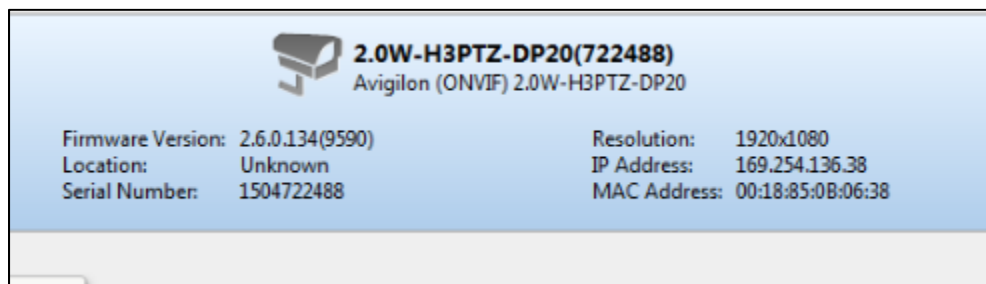 2.0W-H3PTZ-DP20(722488)
Avigilon (ONVIF) 2.0W-H3PTZ-DP20
Firmware Version: 2.6.0.134(9590)
Resolution: 1920x1080
Location: Unknown
IP Address: 169.254.136.38
Serial Number: 1504722488
MAC Address: 00:18:85:0B:06:38